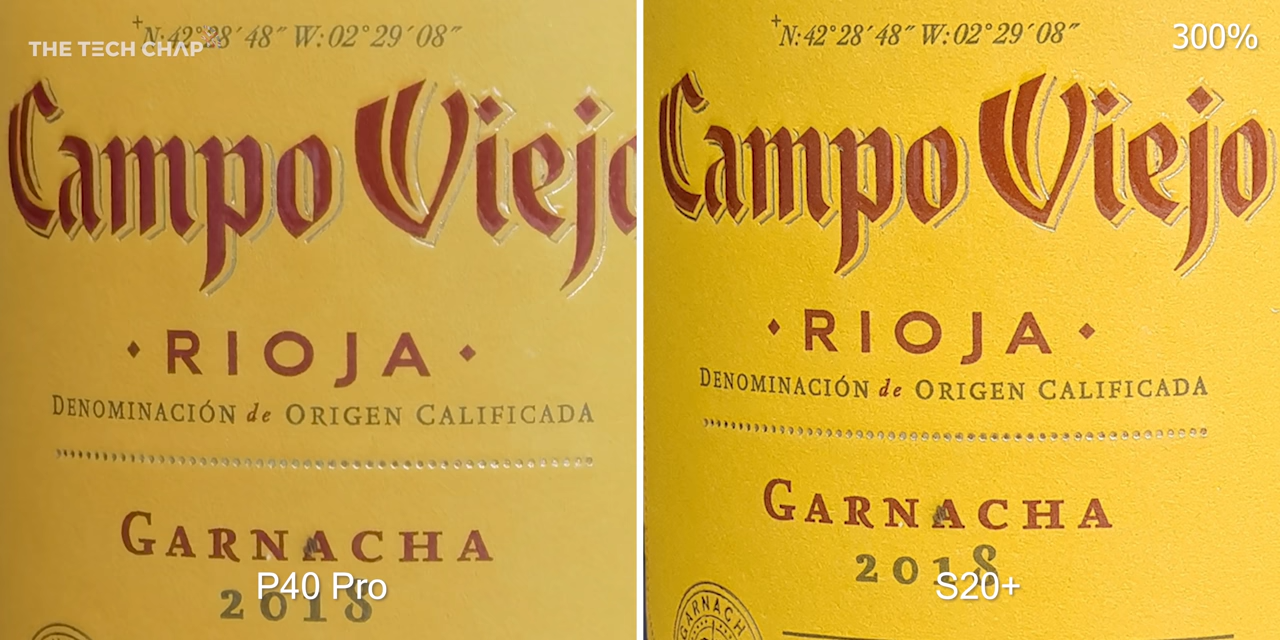 THE TECH CHAP
N:42°28′48″ W:02°29′08″
Campo Viejo
RIOJA
DENOMINACIÓN de ORIGEN CALIFICADA
GARNACHA
2018
P40 Pro
300%
N:42°28′48″ W:02°29′08″
Campo Viejo
RIOJA
DENOMINACIÓN de ORIGEN CALIFICADA
GARNACHA
2018
S20+
GARNACH